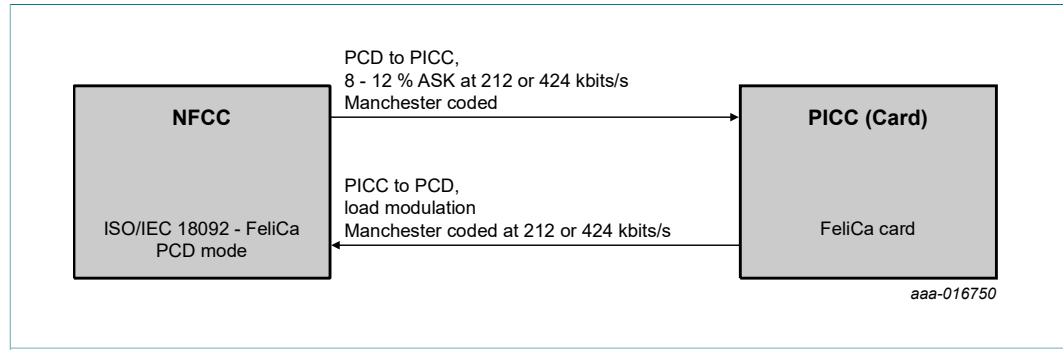 PCD to PICC,
8 - 12 % ASK at 212 or 424 kbits/s
Manchester coded
NFCC
PICC (Card)
PICC to PCD,
load modulation
Manchester coded at 212 or 424 kbits/s
ISO/IEC 18092 - FeliCa
PCD mode
FeliCa card
aaa-016750